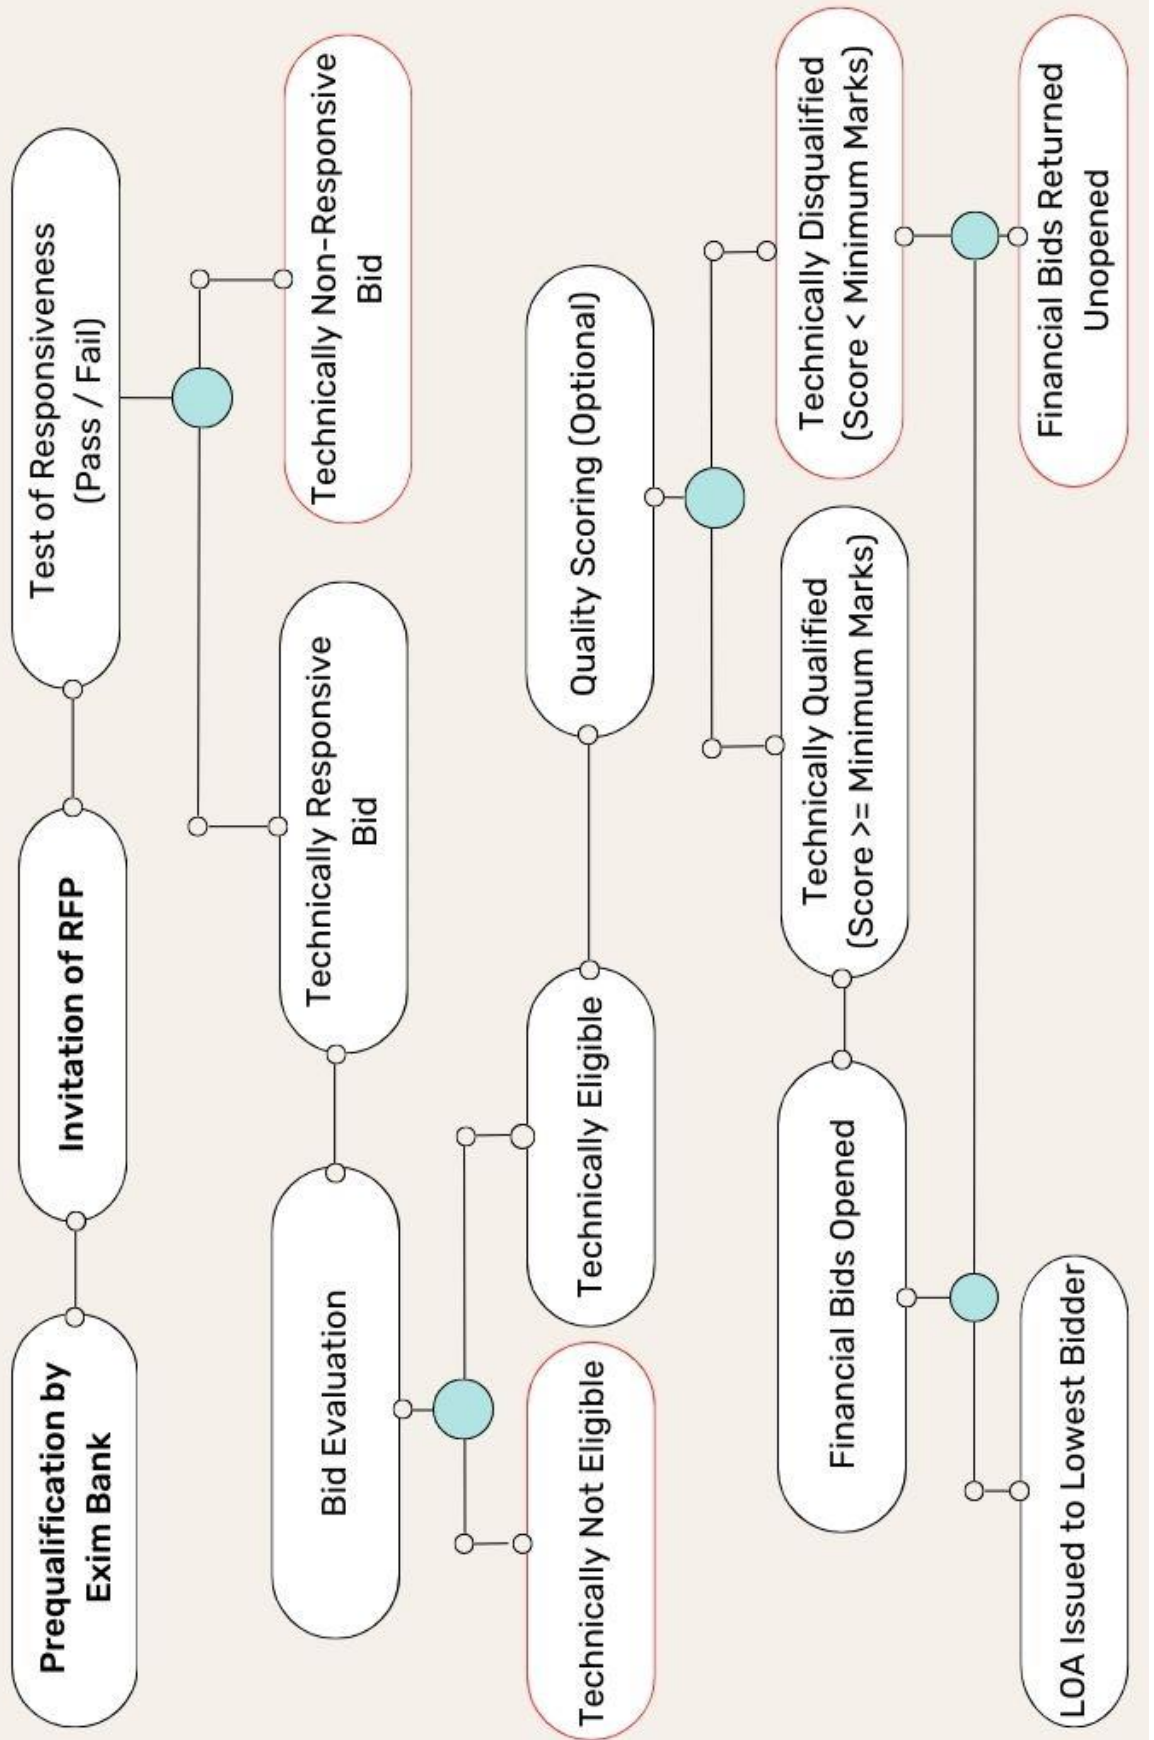 Prequalification by
Exim Bank
Invitation of RFP
Test of Responsiveness
(Pass / Fail)
Technically Responsive
Bid
Technically Non-Responsive
Bid
Bid Evaluation
Technically Not Eligible
Technically Eligible
Quality Scoring (Optional)
Technically Qualified
(Score >= Minimum Marks)
Technically Disqualified
(Score < Minimum Marks)
Financial Bids Opened
LOA Issued to Lowest Bidder
Financial Bids Returned
Unopened